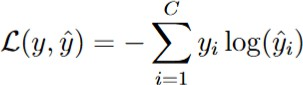 𝓛(y, ŷ) = − ∑_{i=1}^{C} y_i log(ŷ_i)